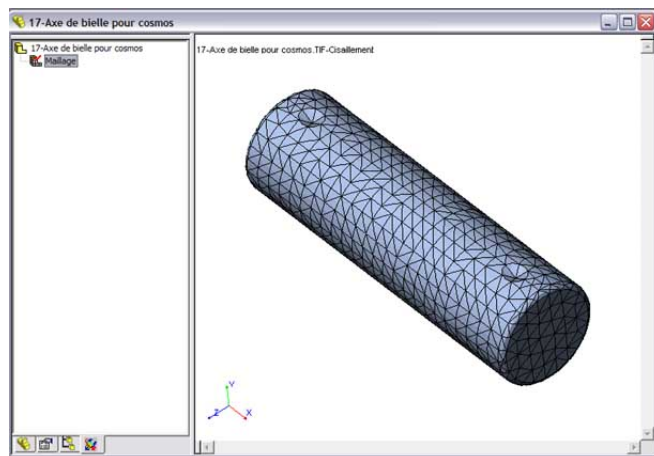 17-Axe de bielle pour cosmos
17-Axe de bielle pour cosmos
Maillage
17-Axe de bielle pour cosmos.TIF-Cisaillement
Y
Z
X